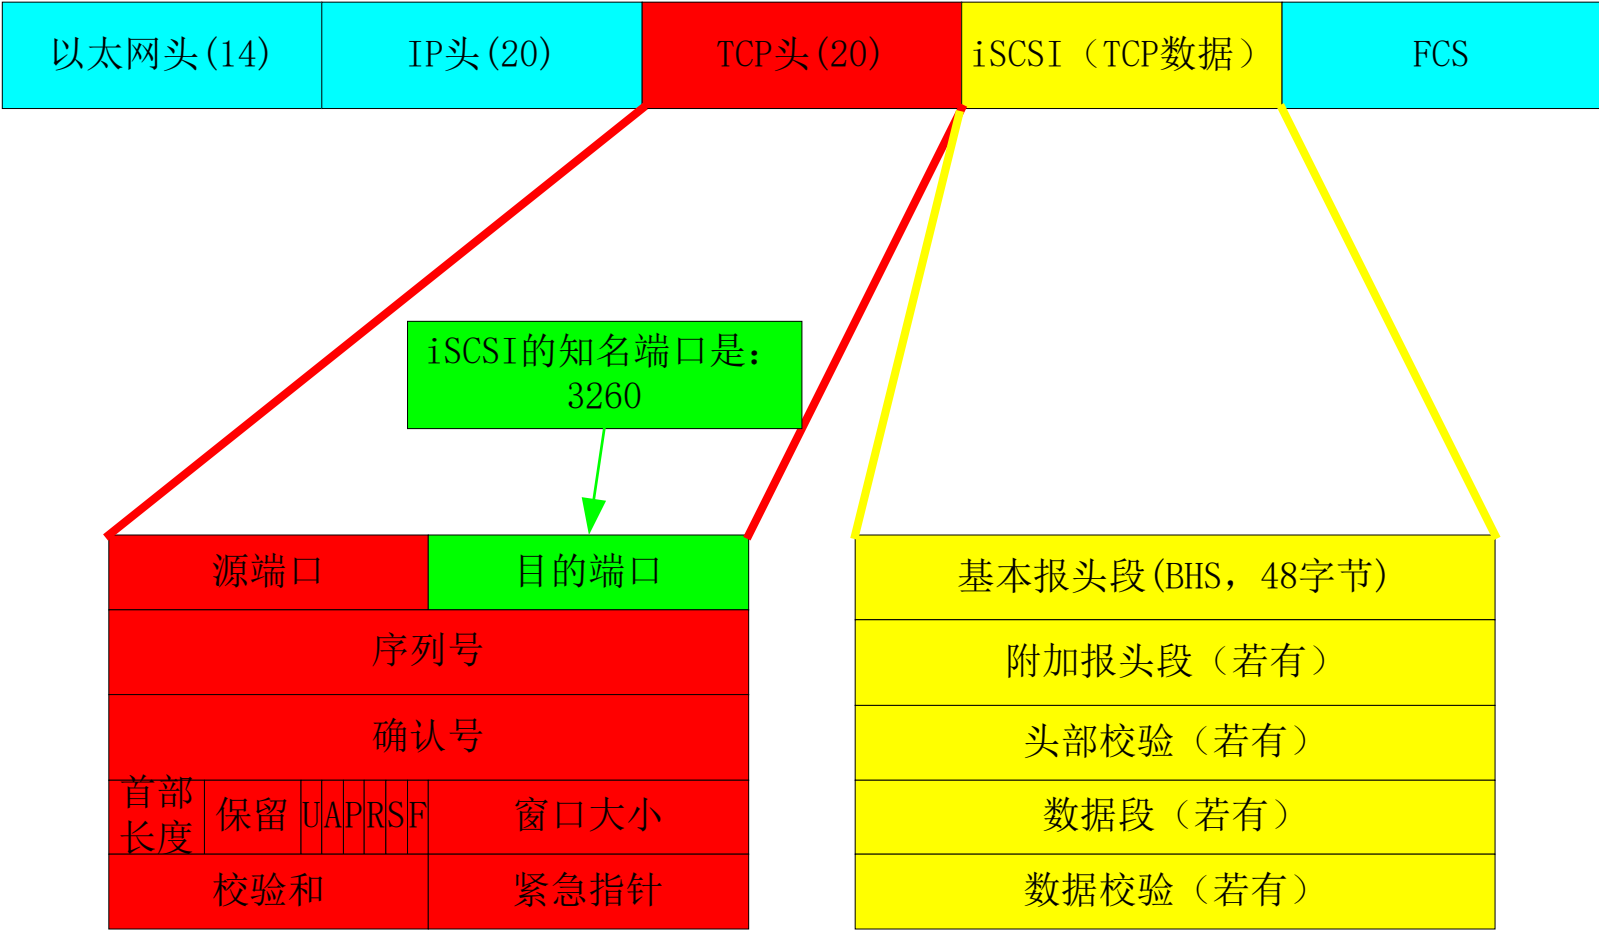 以太网头(14)
IP头(20)
TCP头(20)
iSCSI（TCP数据）
FCS
iSCSI的知名端口是：
3260
源端口
目的端口
序列号
确认号
首部
长度
保留
U
A
P
R
S
F
窗口大小
校验和
紧急指针
基本报头段(BHS，48字节)
附加报头段（若有）
头部校验（若有）
数据段（若有）
数据校验（若有）